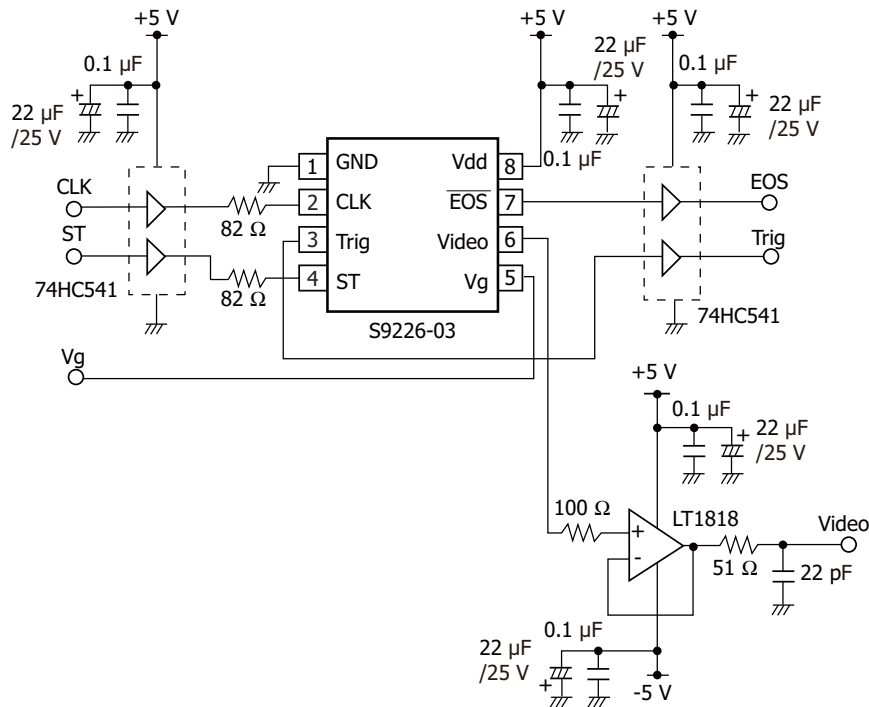 +5 V
+5 V
+5 V
0.1 µF
22 µF
/25 V
0.1 µF
22 µF
/25 V
+
+
+
22 µF
/25 V
1
GND
Vdd
8
0.1 µF
CLK
2
CLK
EOS
7
EOS
82 Ω
ST
3
Trig
Video
6
Trig
4
ST
Vg
5
74HC541
82 Ω
74HC541
S9226-03
Vg
+5 V
0.1 µF
+
22 µF
/25 V
100 Ω
LT1818
Video
+
-
51 Ω
22 pF
0.1 µF
22 µF
/25 V
+
-5 V